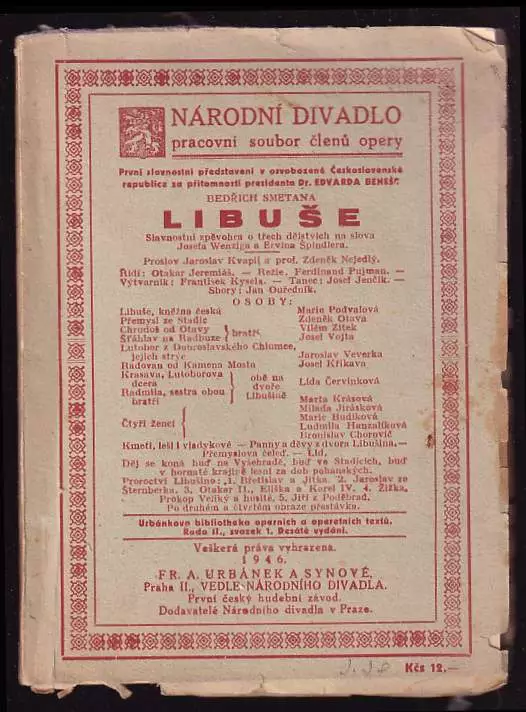 NÁRODNÍ DIVADLO
pracovní soubor členů opery
První slavnostní představení v osvobozené Československé
republice za přítomnosti presidenta Dr. EDVARDA BENEŠE.
BEDŘICH SMETANA
LIBUŠE
Slavnostní zpěvohra o třech dějstvích na slova
Josefa Wenziga a Ervína Špindlera.
Proslov Jaroslav Kvapil a prof. Zdeněk Nejedlý.
Řídí: Otakar Jeremiáš. — Režie, Ferdinand Pujman. —
Výtvarník: František Kysela. — Tanec: Josef Jenčík. —
Sbory: Jan Ouředník.
OSOBY:
Libuše, kněžna česká Marie Podvalová
Přemysl ze Stadic Zdeněk Otava
Chrudoš od Otavy } bratři Vilém Zítek
Šťáhlav na Radbuze Josef Vojta
Lutobor z Dobroslavského Chlumce,
jejich strýc Jaroslav Veverka
Radovan od Kamena Mosta Josef Křikava
Krasava, Lutoborova
dcera } obě na dvoře Libušině Lída Červinková
Radmila, sestra obou
bratří Marta Krásová
Čtyři ženci { Milada Jirásková
Marie Budíková
Ludmila Hanzalíková
Bronislav Chorovič
Kmeti, leši i vladykové — Panny a děvy z dvora Libušina, —
Přemyslova čeleď. — Lid.
Děj se koná buď na Vyšehradě, buď ve Stadicích, buď
v hornaté krajině lesní za dob pohanských.
Proroctví Libušino: 1. Břetislav a Jitka. 2. Jaroslav ze
Šternberka, 3. Otakar II., Eliška a Karel IV. 4. Žižka,
Prokop Veliký a husité, 5. Jiří z Poděbrad.
Po druhém a čtvrtém obraze přestávka.
Urbánkova bibliotheka operních a operetních textů.
Řada II., svazek 1. Desáté vydání.
Veškerá práva vyhrazena.
1946.
FR. A. URBÁNEK A SYNOVÉ,
Praha II., VEDLE NÁRODNÍHO DIVADLA.
První český hudební závod.
Dodavatelé Národního divadla v Praze.
Kčs 12.—